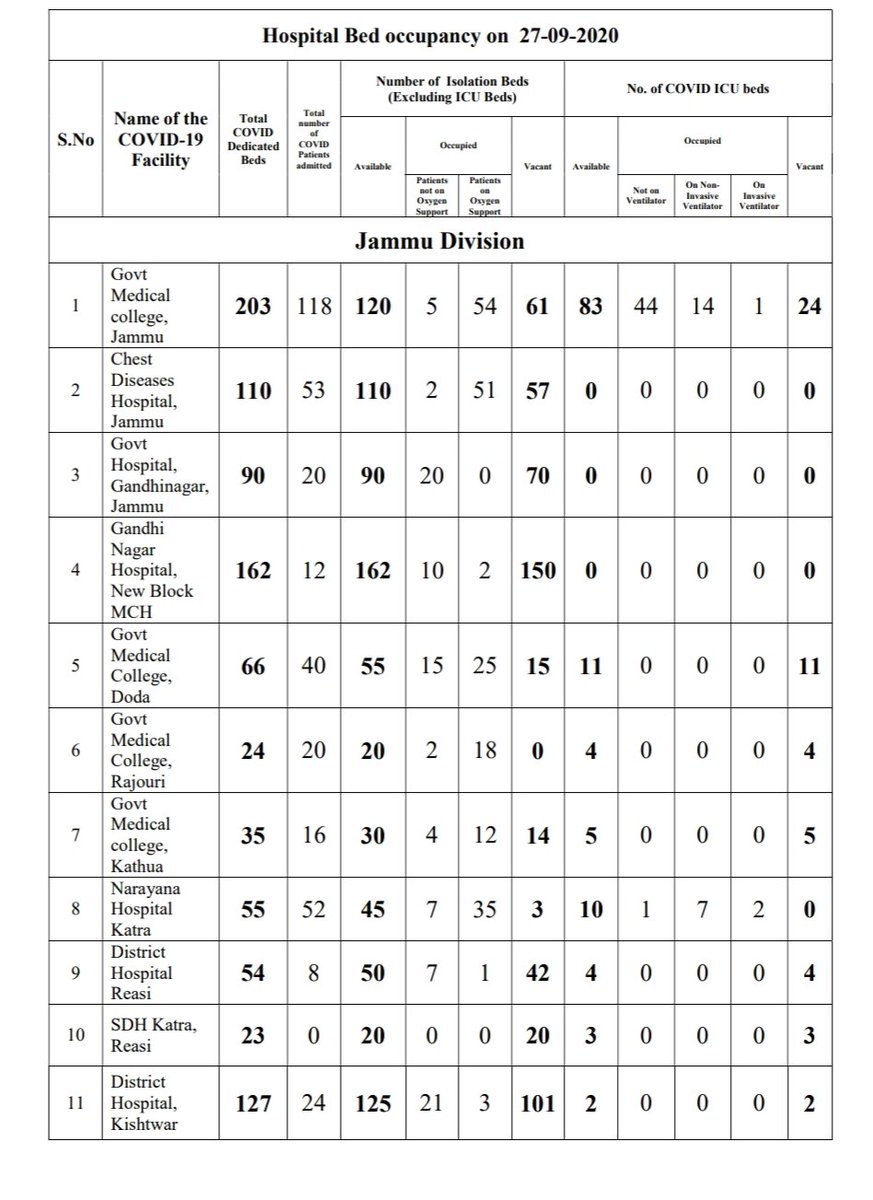 Hospital Bed occupancy on 27-09-2020
S.No
Name of the
COVID-19
Facility
Total
COVID
Dedicated
Beds
Total
number
of
COVID
Patients
admitted
Number of Isolation Beds
(Excluding ICU Beds)
No. of COVID ICU beds
Available
Occupied
Vacant
Available
Occupied
Vacant
Patients
not on
Oxygen
Support
Patients
on
Oxygen
Support
Not on
Ventilator
On Non-
Invasive
Ventilator
On
Invasive
Ventilator
Jammu Division
1
Govt
Medical
college,
Jammu
203 118 120 5 54 61 83 44 14 1 24
2
Chest
Diseases
Hospital,
Jammu
110 53 110 2 51 57 0 0 0 0 0
3
Govt
Hospital,
Gandhinagar,
Jammu
90 20 90 20 0 70 0 0 0 0 0
4
Gandhi
Nagar
Hospital,
New Block
MCH
162 12 162 10 2 150 0 0 0 0 0
5
Govt
Medical
College,
Doda
66 40 55 15 25 15 11 0 0 0 11
6
Govt
Medical
College,
Rajouri
24 20 20 2 18 0 4 0 0 0 4
7
Govt
Medical
college,
Kathua
35 16 30 4 12 14 5 0 0 0 5
8
Narayana
Hospital
Katra
55 52 45 7 35 3 10 1 7 2 0
9
District
Hospital
Reasi
54 8 50 7 1 42 4 0 0 0 4
10
SDH Katra,
Reasi
23 0 20 0 0 20 3 0 0 0 3
11
District
Hospital,
Kishtwar
127 24 125 21 3 101 2 0 0 0 2